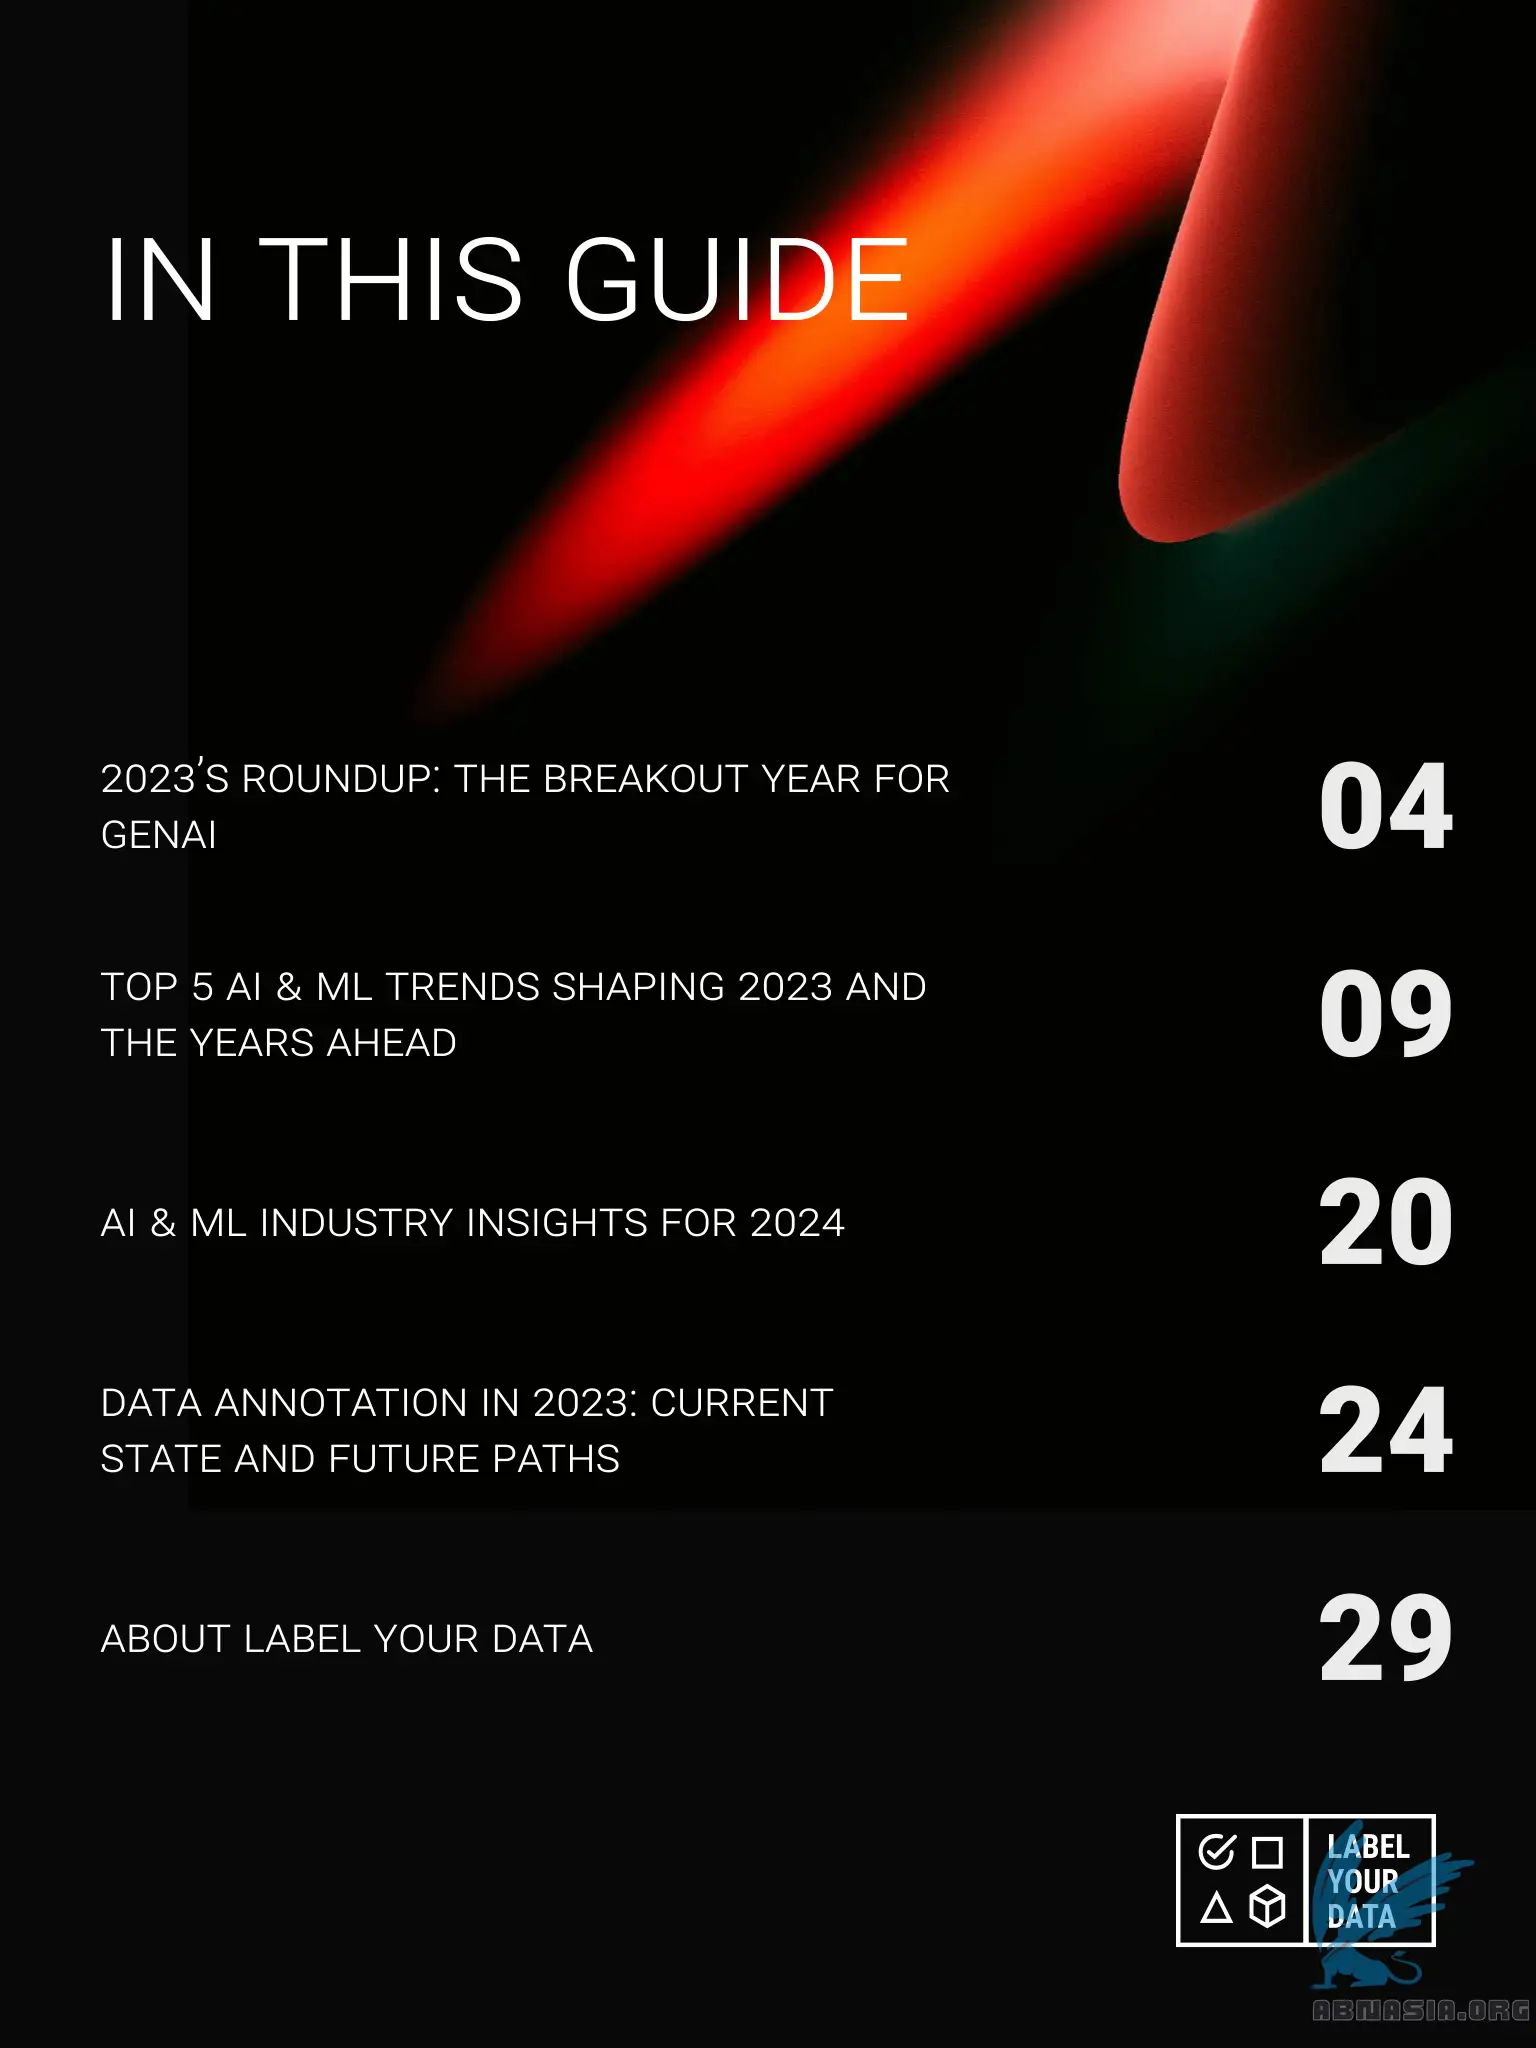 IN THIS GUIDE
2023’S ROUNDUP: THE BREAKOUT YEAR FOR
GENAI
04
TOP 5 AI & ML TRENDS SHAPING 2023 AND
THE YEARS AHEAD
09
AI & ML INDUSTRY INSIGHTS FOR 2024
20
DATA ANNOTATION IN 2023: CURRENT
STATE AND FUTURE PATHS
24
ABOUT LABEL YOUR DATA
29
LABEL
YOUR
DATA
ABNASIA.ORG